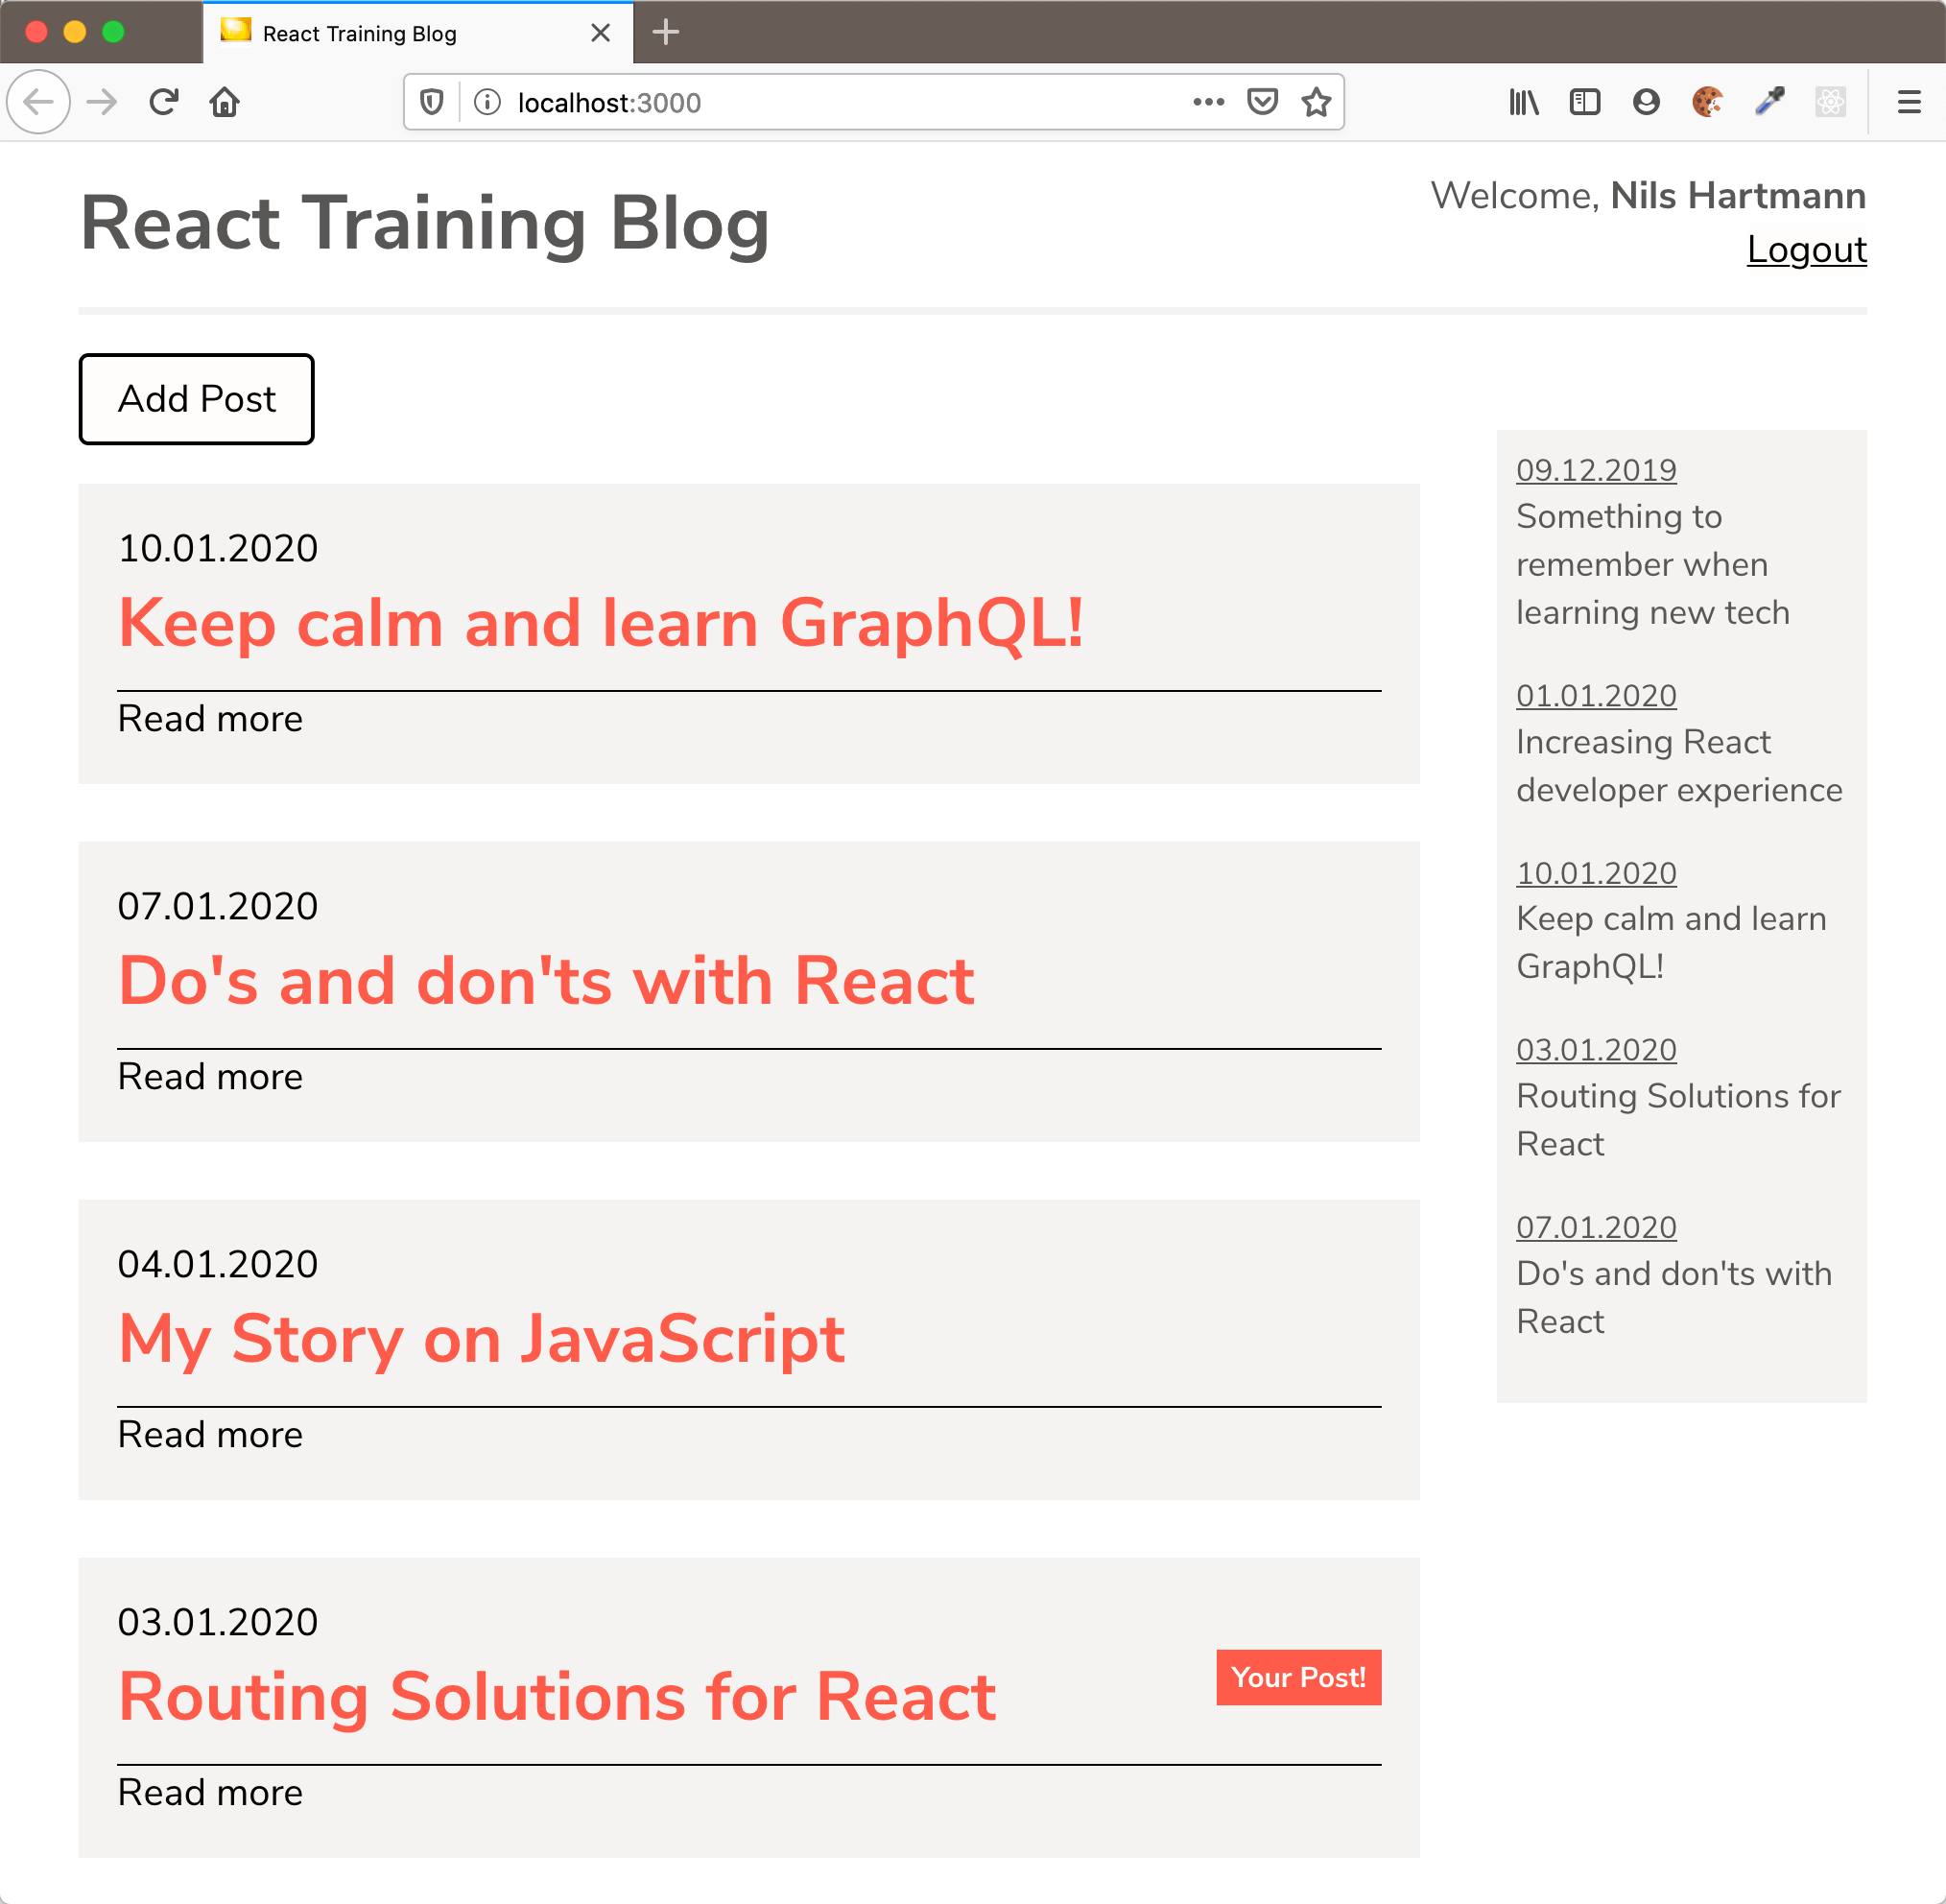 React Training Blog
localhost:3000
React Training Blog
Welcome, Nils Hartmann
Logout
Add Post
10.01.2020
Keep calm and learn GraphQL!
Read more
07.01.2020
Do's and don'ts with React
Read more
04.01.2020
My Story on JavaScript
Read more
03.01.2020
Routing Solutions for React
Your Post!
Read more
09.12.2019
Something to
remember when
learning new tech
01.01.2020
Increasing React
developer experience
10.01.2020
Keep calm and learn
GraphQL!
03.01.2020
Routing Solutions for
React
07.01.2020
Do's and don'ts with
React